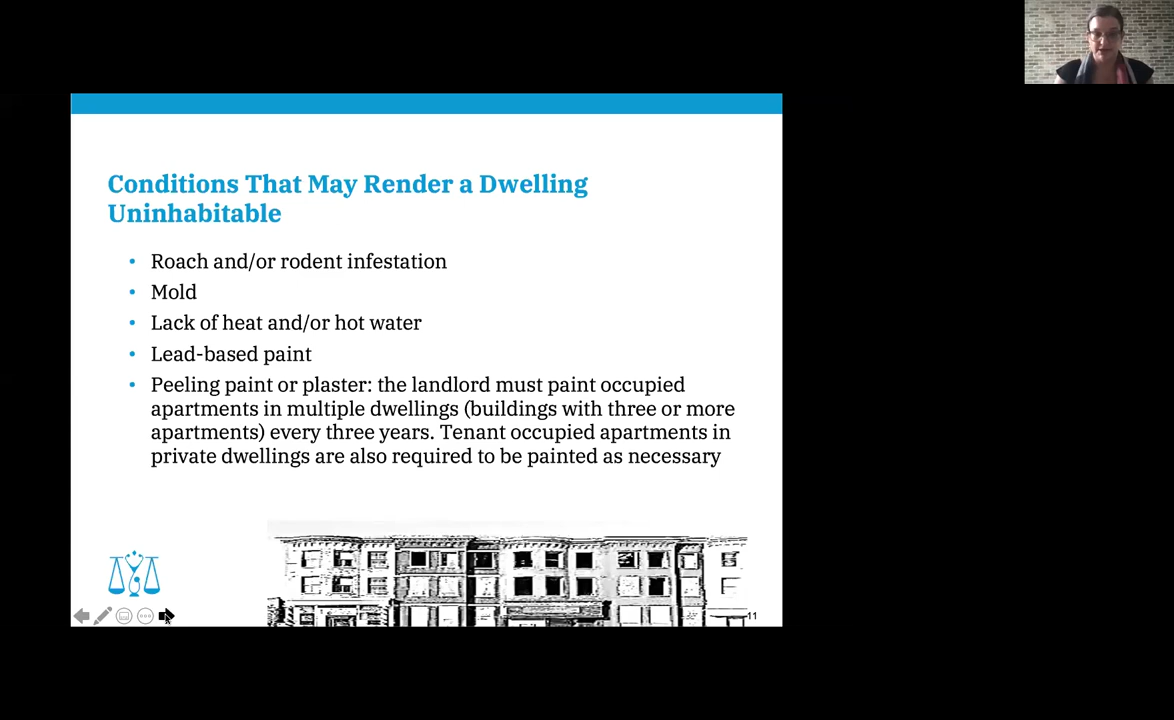 Conditions That May Render a Dwelling
Uninhabitable
• Roach and/or rodent infestation
• Mold
• Lack of heat and/or hot water
• Lead-based paint
• Peeling paint or plaster: the landlord must paint occupied
apartments in multiple dwellings (buildings with three or more
apartments) every three years. Tenant occupied apartments in
private dwellings are also required to be painted as necessary
11